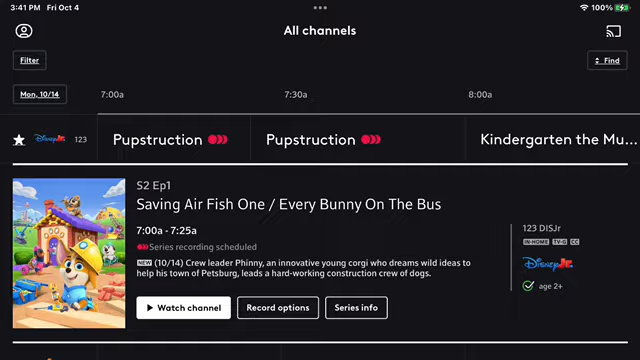 3:41 PM Fri Oct 4
100%
All channels
Filter
Find
Mon, 10/14
7:00a
7:30a
8:00a
Disney Jr.
123
Pupstruction
Pupstruction
Kindergarten the Mu...
S2 Ep1
Saving Air Fish One / Every Bunny On The Bus
7:00a - 7:25a
Series recording scheduled
NEW (10/14) Crew leader Phinny, an innovative young corgi who dreams wild ideas to
help his town of Petsburg, leads a hard-working construction crew of dogs.
Watch channel
Record options
Series info
123 DISJr
IN-HOME TV-G CC
Disney Jr.
age 2+